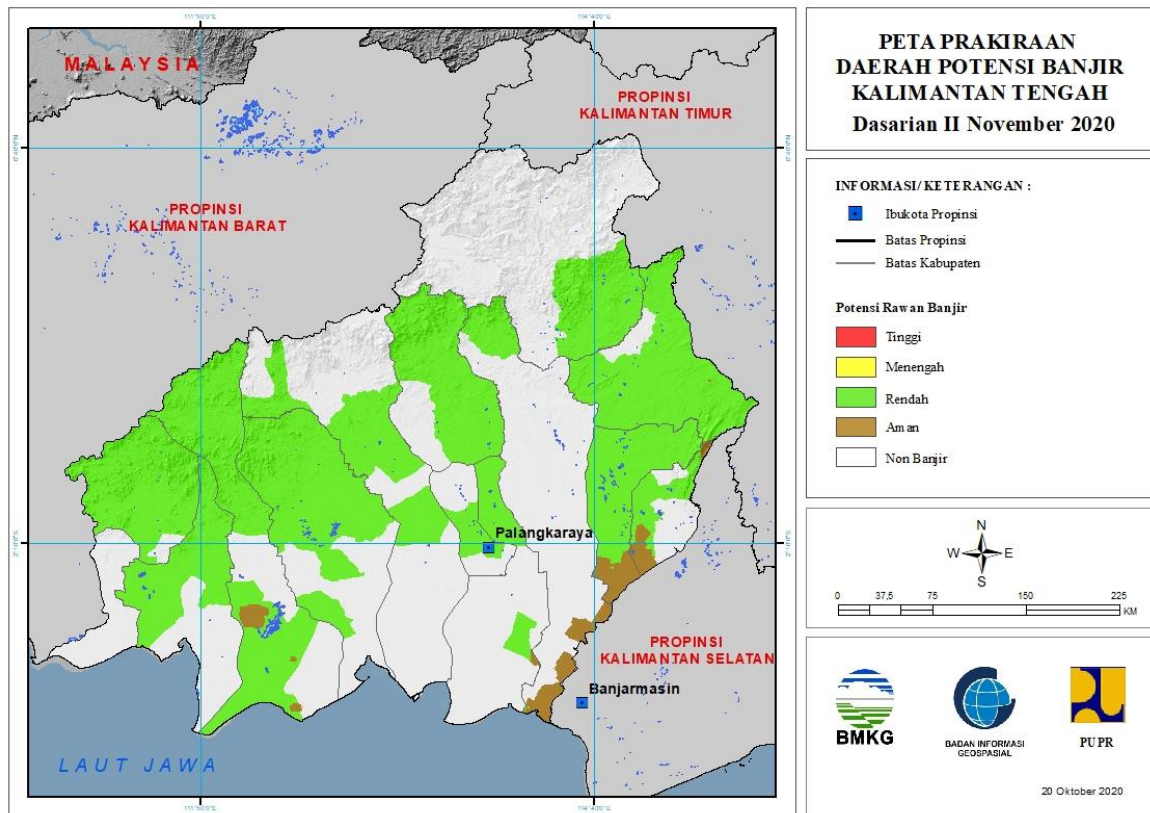 PETA PRAKIRAAN
DAERAH POTENSI BANJIR
KALIMANTAN TENGAH
Dasarian II November 2020
INFORMASI/ KETERANGAN :
Ibukota Propinsi
Batas Propinsi
Batas Kabupaten
Potensi Rawan Banjir
Tinggi
Menengah
Rendah
Aman
Non Banjir
N
W E
S
0 37,5 75 150 225
KM
BMKG
BADAN INFORMASI
GEOSPASIAL
PUPR
20 Oktober 2020
MALAYSIA
PROPINSI
KALIMANTAN TIMUR
PROPINSI
KALIMANTAN BARAT
Palangkaraya
PROPINSI
KALIMANTAN SELATAN
Banjarmasin
LAUT JAWA